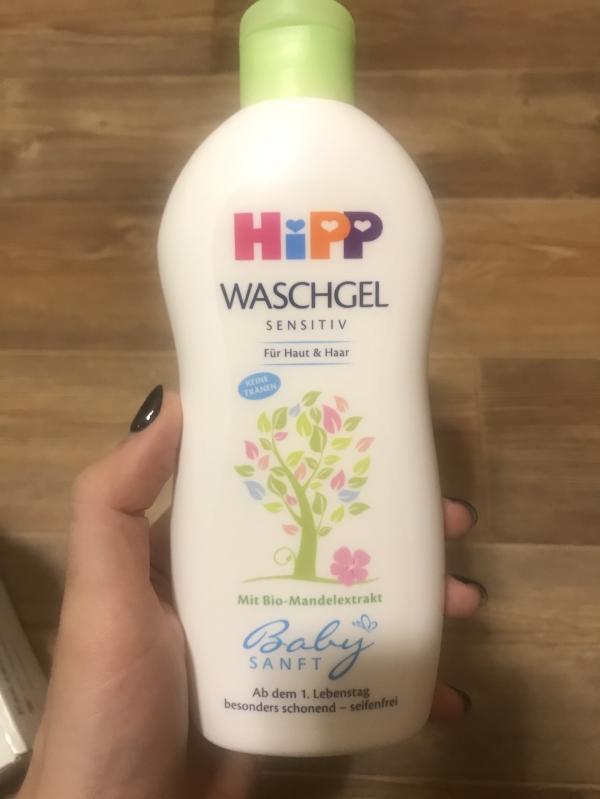 HiPP
WASCHGEL
SENSITIV
Für Haut & Haar
KEINE
TRÄNEN
Mit Bio-Mandelextrakt
Baby
SANFT
Ab dem 1. Lebenstag
besonders schonend – seifenfrei